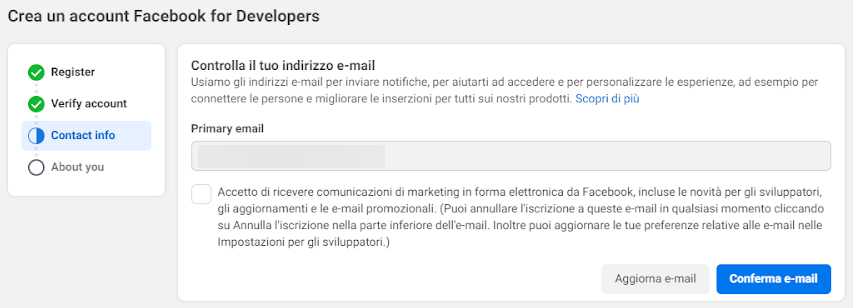 Crea un account Facebook for Developers
Register
Verify account
Contact info
About you
Controlla il tuo indirizzo e-mail
Usiamo gli indirizzi e-mail per inviare notifiche, per aiutarti ad accedere e per personalizzare le esperienze, ad esempio per
connettere le persone e migliorare le inserzioni per tutti sui nostri prodotti. Scopri di più
Primary email
Accetto di ricevere comunicazioni di marketing in forma elettronica da Facebook, incluse le novità per gli sviluppatori,
gli aggiornamenti e le e-mail promozionali. (Puoi annullare l'iscrizione a queste e-mail in qualsiasi momento cliccando
su Annulla l'iscrizione nella parte inferiore dell'e-mail. Inoltre puoi aggiornare le tue preferenze relative alle e-mail nelle
Impostazioni per gli sviluppatori.)
Aggiorna e-mail
Conferma e-mail